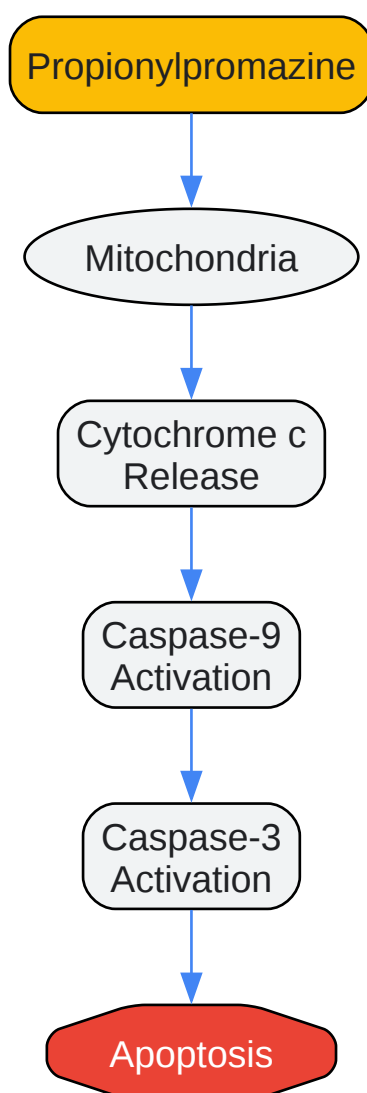 Propionylpromazine
Mitochondria
Cytochrome c
Release
Caspase-9
Activation
Caspase-3
Activation
Apoptosis